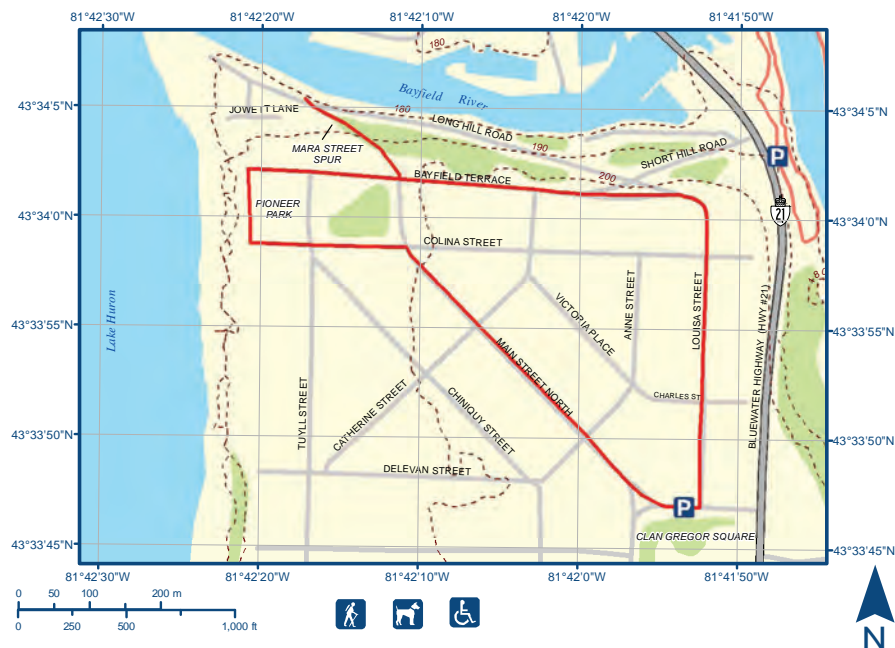 81°42'30"W 81°42'20"W 81°42'10"W 81°42'0"W 81°41'50"W
180
Bayfield River
43°34'5"N 43°34'5"N
JOWETT LANE
180
LONG HILL ROAD
MARA STREET
SPUR
190
SHORT HILL ROAD
P
BAYFIELD TERRACE
200
PIONEER
PARK
21
43°34'0"N 43°34'0"N
COLINA STREET
Lake Huron
VICTORIA PLACE
ANNE STREET
LOUISA STREET
BLUEWATER HIGHWAY (HWY #21)
43°33'55"N 43°33'55"N
MAIN STREET NORTH
TUYLL STREET
CATHERINE STREET
CHINIQUY STREET
CHARLES ST
43°33'50"N 43°33'50"N
DELEVAN STREET
P
CLAN GREGOR SQUARE
43°33'45"N 43°33'45"N
81°42'30"W 81°42'20"W 81°42'10"W 81°42'0"W 81°41'50"W
0 50 100 200 m
0 250 500 1,000 ft
N